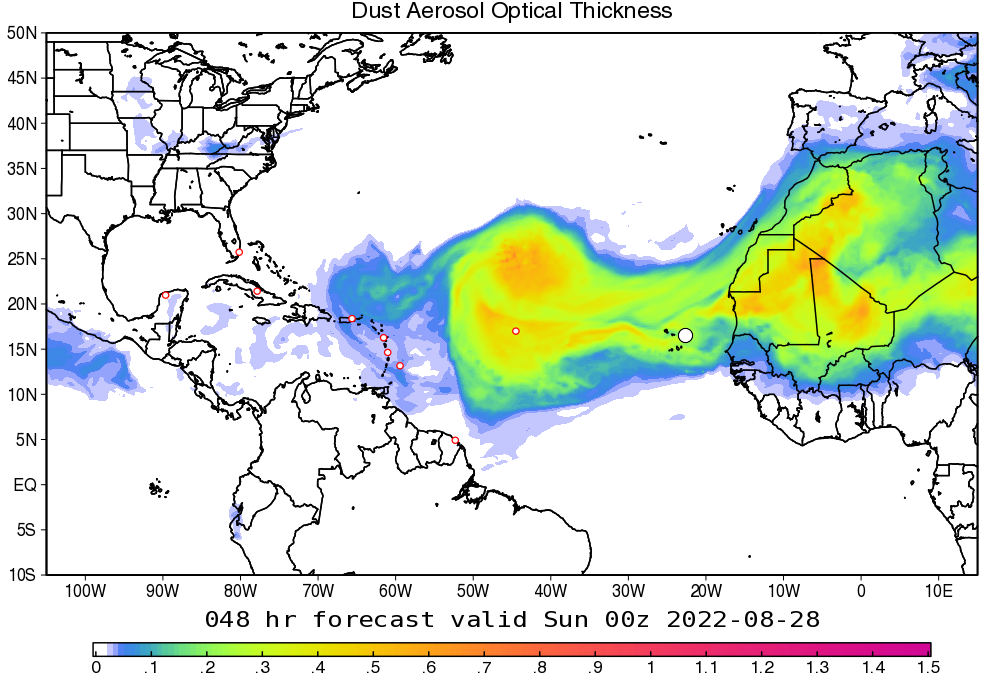 Dust Aerosol Optical Thickness
50N
45N
40N
35N
30N
25N
20N
15N
10N
5N
EQ
5S
10S
100W 90W 80W 70W 60W 50W 40W 30W 20W 10W 0 10E
048 hr forecast valid Sun 00z 2022-08-28
0 .1 .2 .3 .4 .5 .6 .7 .8 .9 1 1.1 1.2 1.3 1.4 1.5